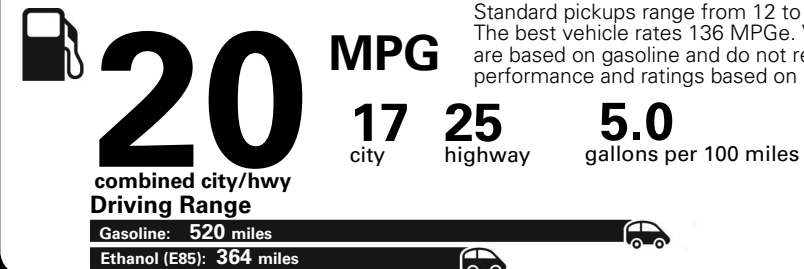 Standard pickups range from 12 to
The best vehicle rates 136 MPGe. V
are based on gasoline and do not re
performance and ratings based on
20 MPG
17 25 5.0
city highway gallons per 100 miles
combined city/hwy
Driving Range
Gasoline: 520 miles
Ethanol (E85): 364 miles